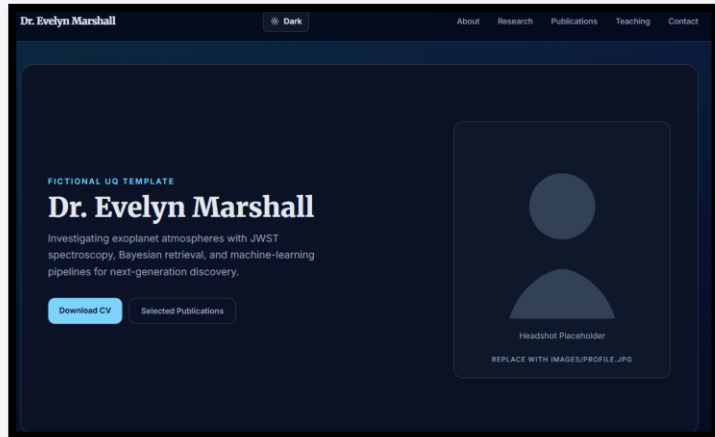 Dr. Evelyn Marshall
Dark
About Research Publications Teaching Contact
FICTIONAL UQ TEMPLATE
Dr. Evelyn Marshall
Investigating exoplanet atmospheres with JWST
spectroscopy, Bayesian retrieval, and machine-learning
pipelines for next-generation discovery.
Download CV Selected Publications
Headshot Placeholder
REPLACE WITH IMAGES/PROFILE.JPG